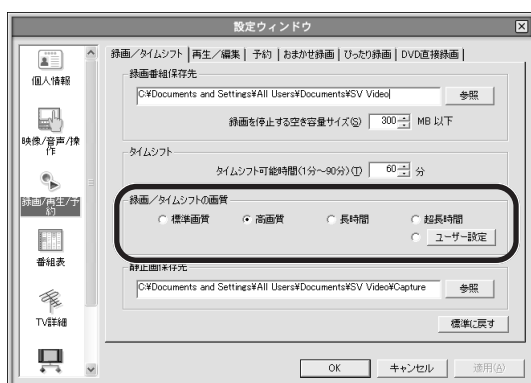 設定ウィンドウ
録画／タイムシフト 再生／編集 予約 おまかせ録画 ぴったり録画 DVD直接録画
個人情報
映像/音声/操作
録画/再生/予約
番組表
TV詳細
録画番組保存先
C:¥Documents and Settings¥All Users¥Documents¥SV Video
参照
録画を停止する空き容量サイズ(S) 300 MB 以下
タイムシフト
タイムシフト可能時間(1分～90分)(T) 60 分
録画／タイムシフトの画質
標準画質 高画質 長時間 超長時間
ユーザー設定
静止画保存先
C:¥Documents and Settings¥All Users¥Documents¥SV Video¥Capture
参照
標準に戻す
OK キャンセル 適用(A)